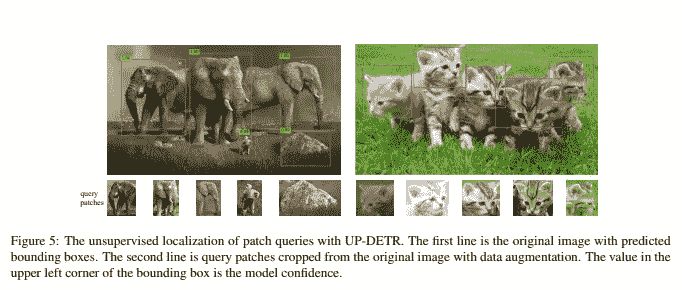 query
patches
Figure 5: The unsupervised localization of patch queries with UP-DETR. The first line is the original image with predicted
bounding boxes. The second line is query patches cropped from the original image with data augmentation. The value in the
upper left corner of the bounding box is the model confidence.